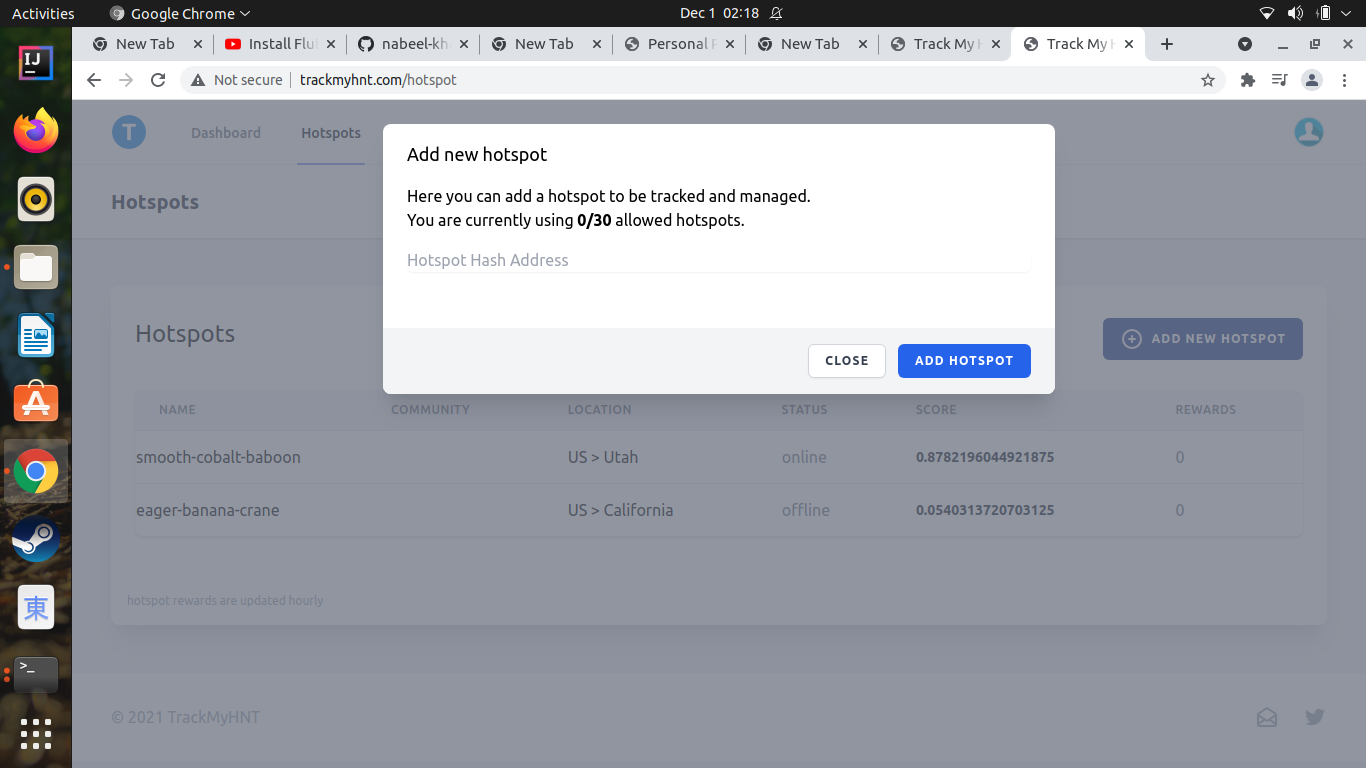 Activities
Google Chrome
Dec 1 02:18
New Tab
Install Flut
nabeel-kh
New Tab
Personal P
New Tab
Track My H
Track My H
Not secure
trackmyhnt.com/hotspot
T
Dashboard
Hotspots
Hotspots
Add new hotspot
Here you can add a hotspot to be tracked and managed.
You are currently using 0/30 allowed hotspots.
Hotspot Hash Address
CLOSE
ADD HOTSPOT
Hotspots
ADD NEW HOTSPOT
NAME COMMUNITY LOCATION STATUS SCORE REWARDS
smooth-cobalt-baboon US > Utah online 0.8782196044921875 0
eager-banana-crane US > California offline 0.0540313720703125 0
hotspot rewards are updated hourly
© 2021 TrackMyHNT
IJ
東
>_